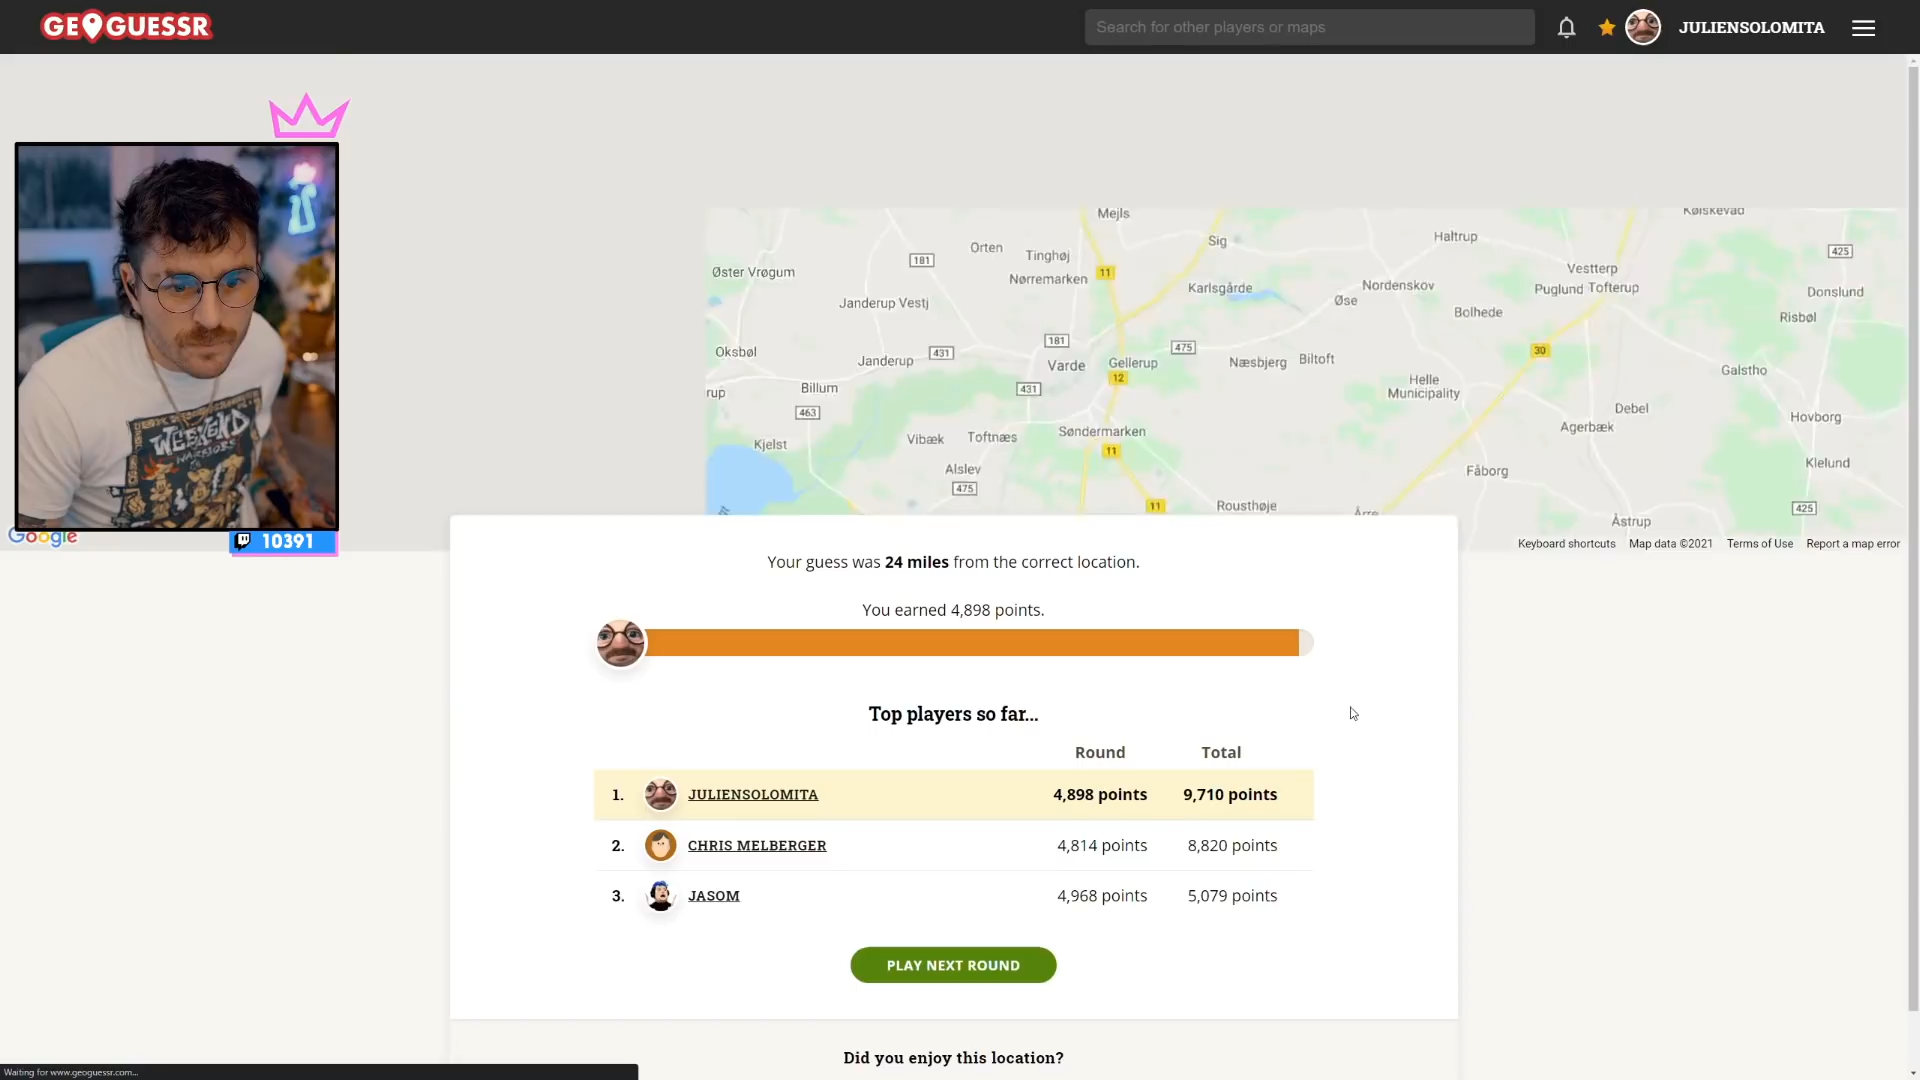 GEOGUESSR
Search for other players or maps
JULIENSOLOMITA
Mejls
Kølskevad
Orten
Tinghøj
Sig
Haltrup
425
181
Øster Vrøgum
Nørremarken
11
Vestterp
Karlsgårde
Nordenskov
Puglund Tofterup
Donslund
Øse
Janderup Vestj
Bolhede
Risbøl
181
475
Oksbøl
431
Janderup
Varde
Gellerup
Næsbjerg
Biltoft
30
Galstho
12
Billum
431
Helle
Municipality
rup
463
Debel
Hovborg
Vibæk
Toftnæs
Søndermarken
Agerbæk
Kjelst
11
Alslev
Fåborg
Klelund
475
11
Rousthøje
425
Årre
Åstrup
WEEKEND
WARRIORS
Google
10391
Keyboard shortcuts
Map data ©2021
Terms of Use
Report a map error
Your guess was 24 miles from the correct location.
You earned 4,898 points.
Top players so far...
Round Total
1. JULIENSOLOMITA 4,898 points 9,710 points
2. CHRIS MELBERGER 4,814 points 8,820 points
3. JASOM 4,968 points 5,079 points
PLAY NEXT ROUND
Did you enjoy this location?
Waiting for www.geoguessr.com...